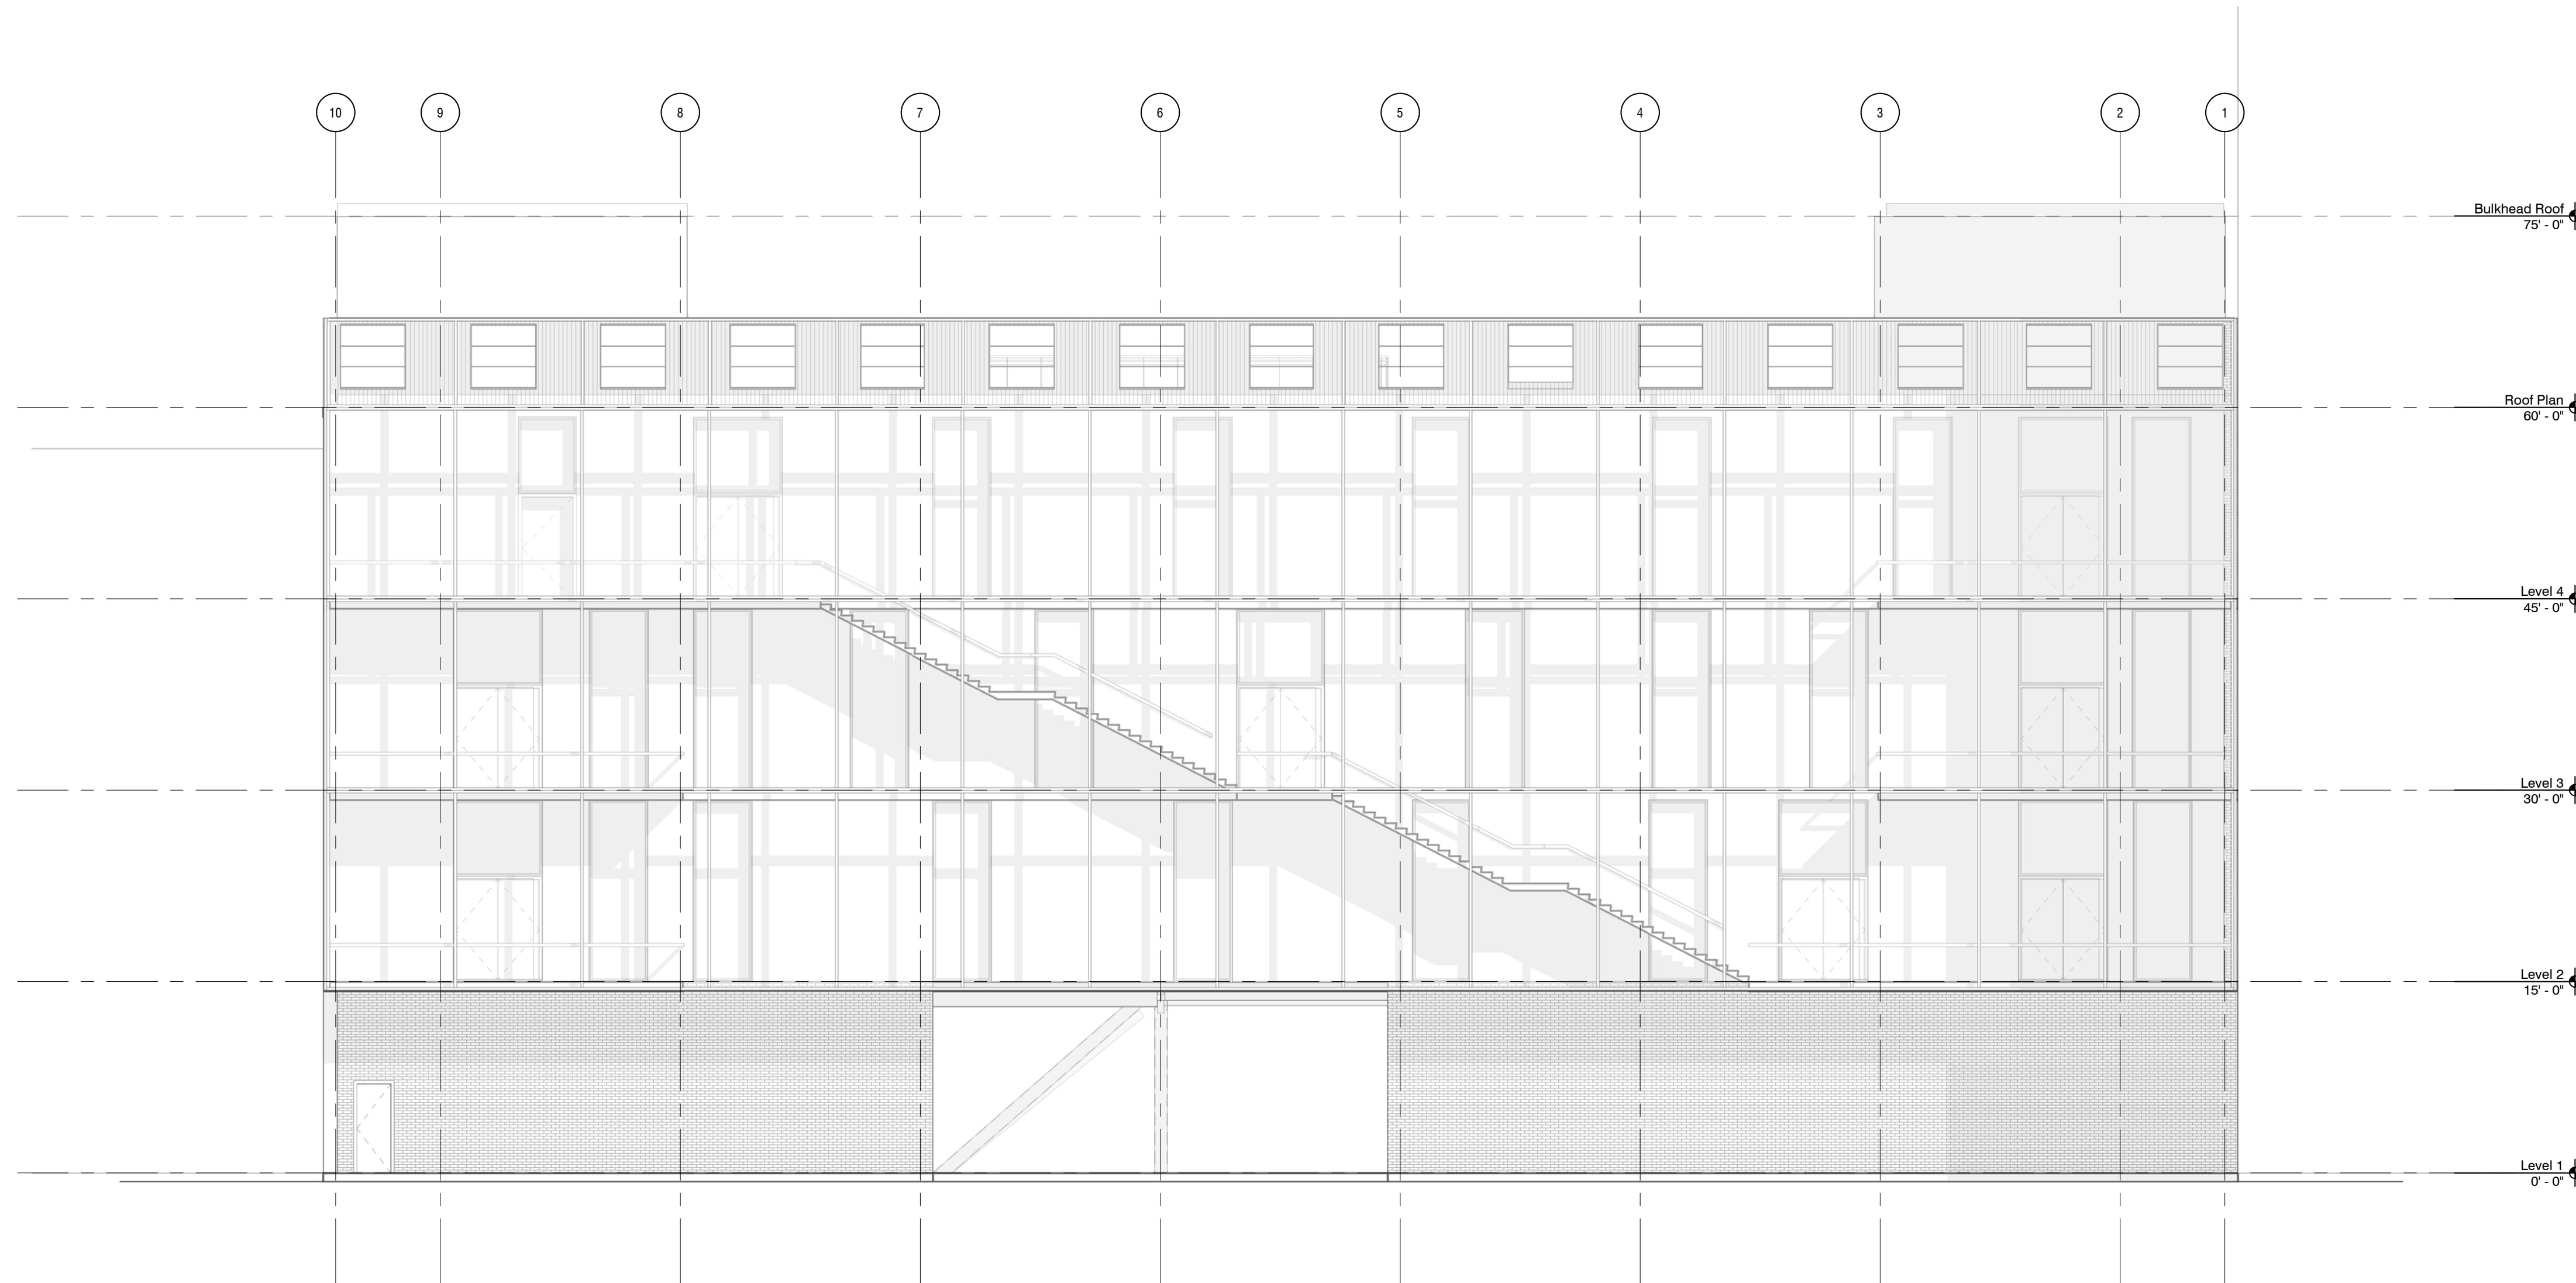 10
9
8
7
6
5
4
3
2
1
Bulkhead Roof
75' - 0"
Roof Plan
60' - 0"
Level 4
45' - 0"
Level 3
30' - 0"
Level 2
15' - 0"
Level 1
0' - 0"